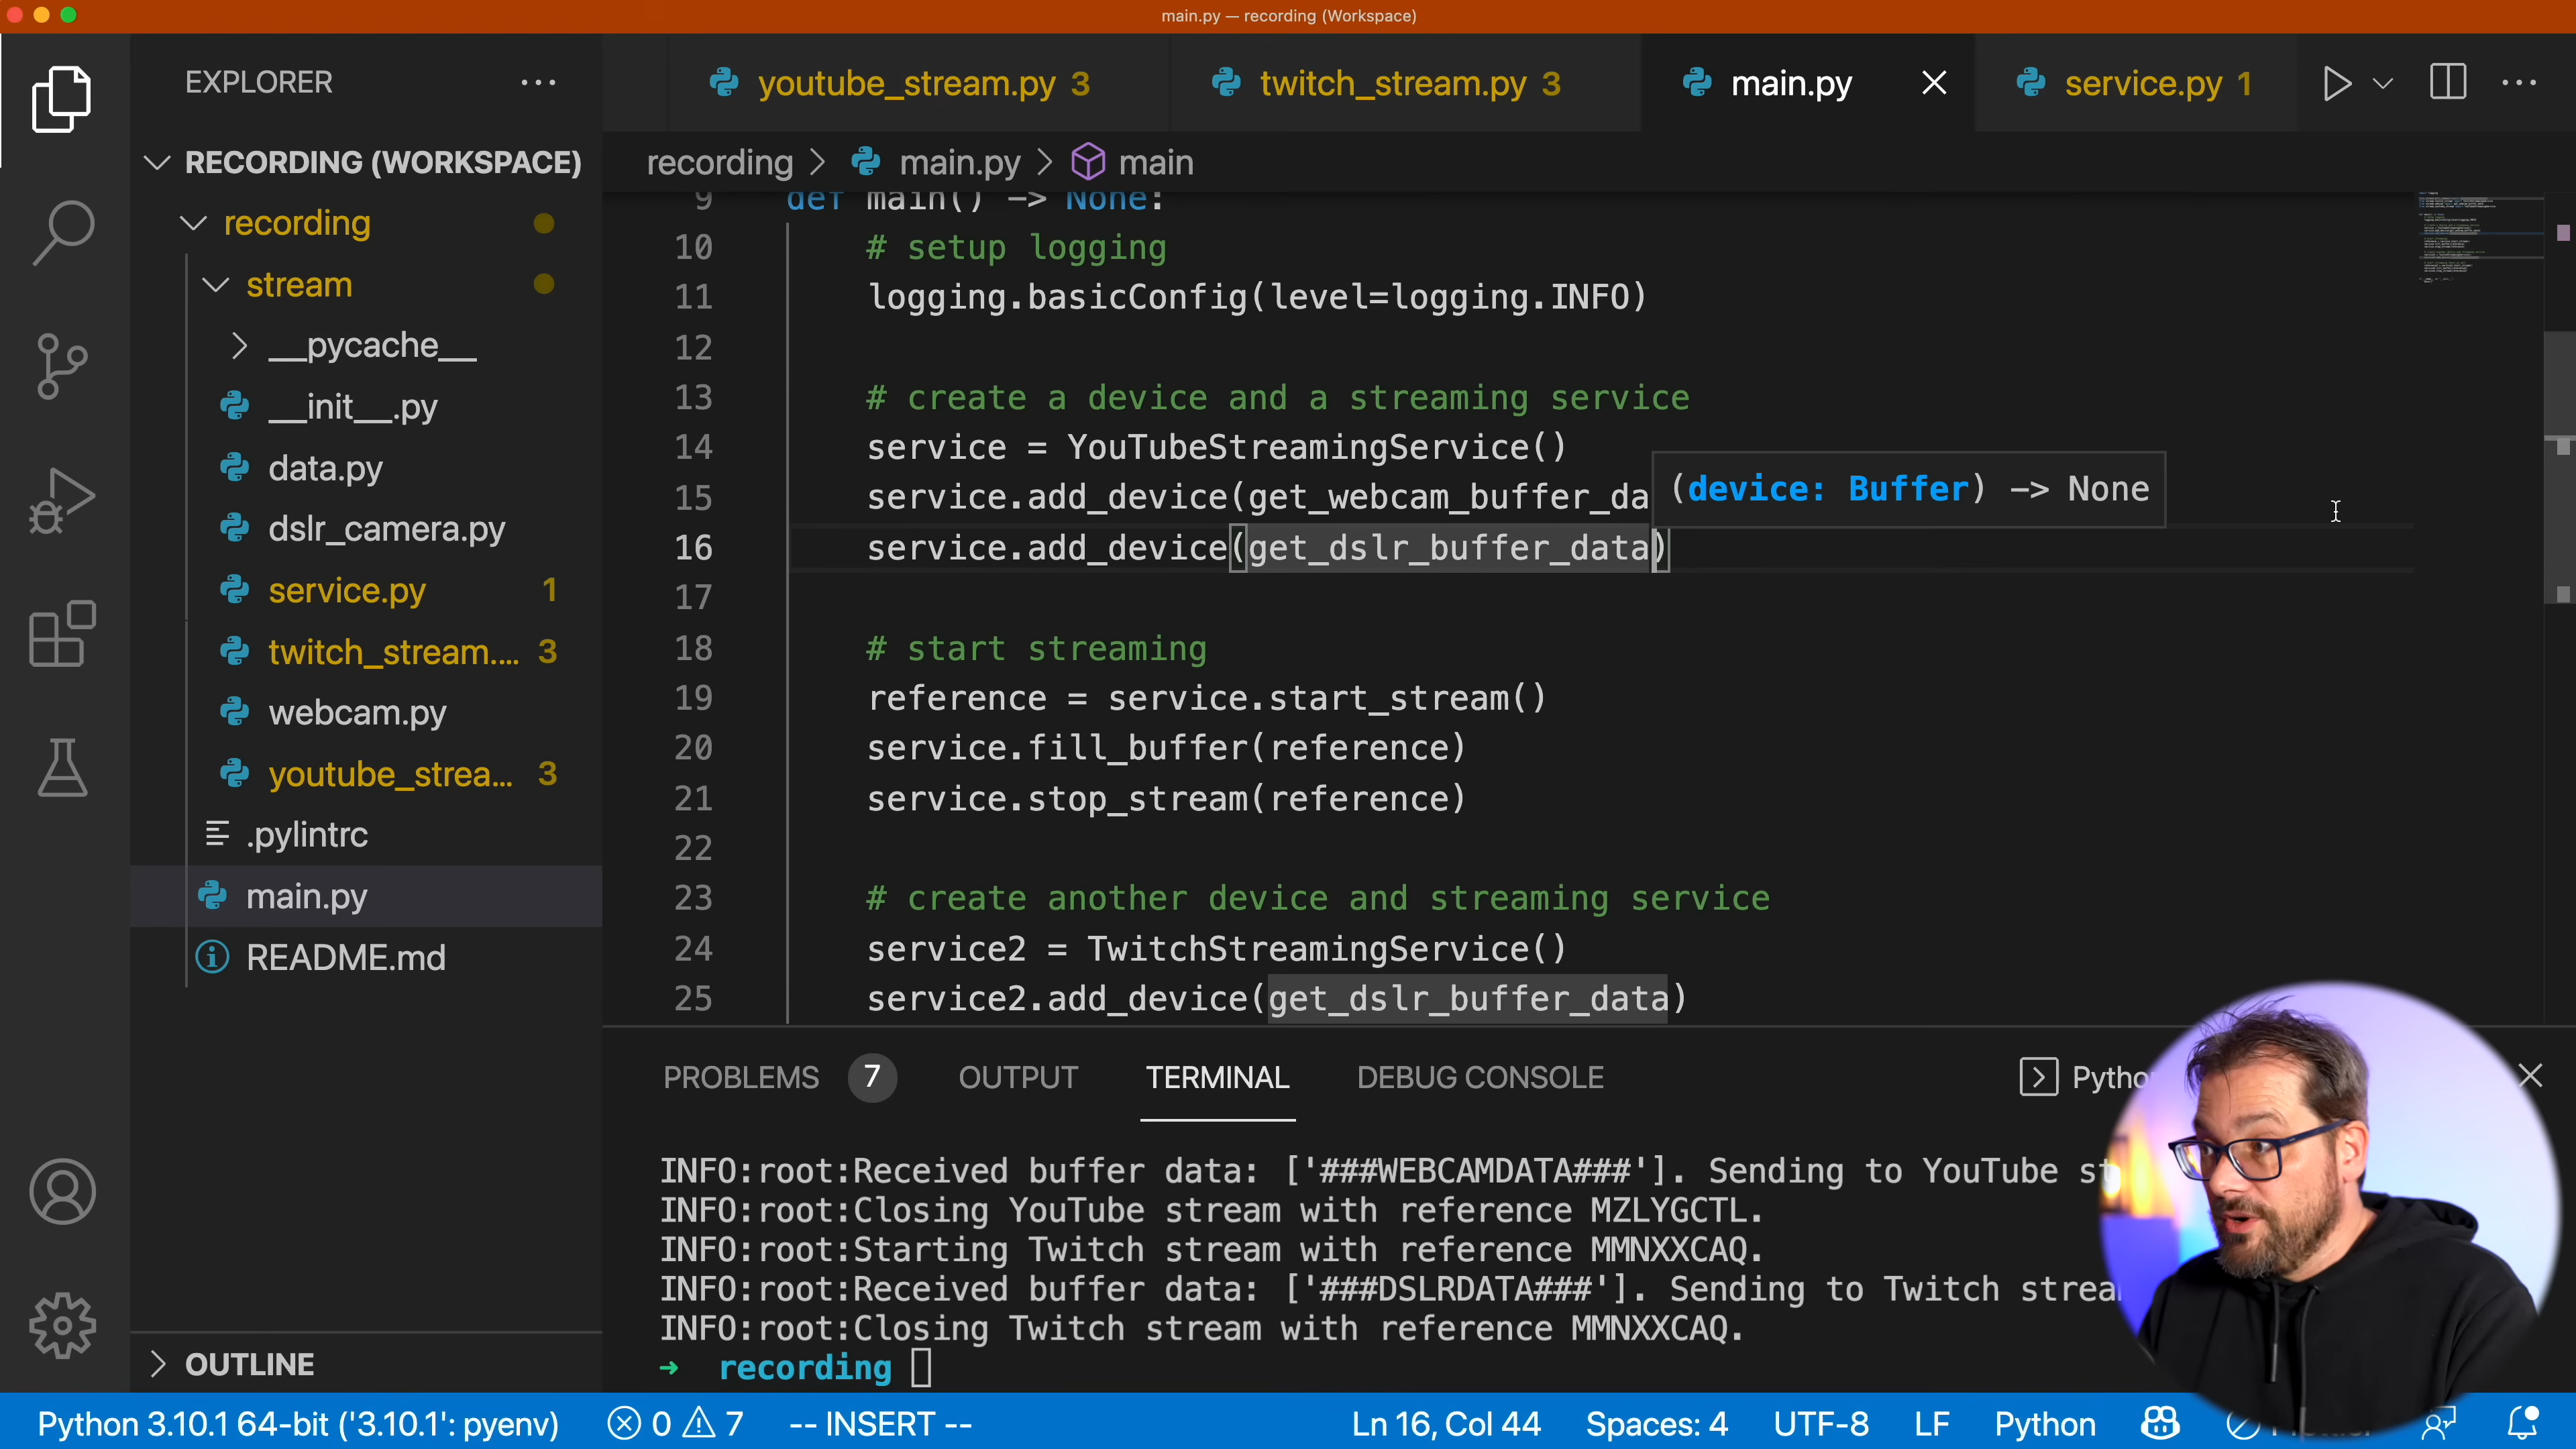 main.py — recording (Workspace)
EXPLORER
youtube_stream.py 3
twitch_stream.py 3
main.py
service.py 1
RECORDING (WORKSPACE)
recording
stream
__pycache__
__init__.py
data.py
dslr_camera.py
service.py 1
twitch_stream.... 3
webcam.py
youtube_strea... 3
.pylintrc
main.py
README.md
OUTLINE
recording > main.py > main
9 def main() -> None:
10 # setup logging
11 logging.basicConfig(level=logging.INFO)
12
13 # create a device and a streaming service
14 service = YouTubeStreamingService()
15 service.add_device(get_webcam_buffer_da
(device: Buffer) -> None
16 service.add_device(get_dslr_buffer_data)
17
18 # start streaming
19 reference = service.start_stream()
20 service.fill_buffer(reference)
21 service.stop_stream(reference)
22
23 # create another device and streaming service
24 service2 = TwitchStreamingService()
25 service2.add_device(get_dslr_buffer_data)
PROBLEMS 7 OUTPUT TERMINAL DEBUG CONSOLE
INFO:root:Received buffer data: ['###WEBCAMDATA###']. Sending to YouTube
INFO:root:Closing YouTube stream with reference MZLYGCTL.
INFO:root:Starting Twitch stream with reference MMNXXCAQ.
INFO:root:Received buffer data: ['###DSLRDATA###']. Sending to Twitch
INFO:root:Closing Twitch stream with reference MMNXXCAQ.
➜ recording
Python 3.10.1 64-bit ('3.10.1': pyenv) 0 7 -- INSERT -- Ln 16, Col 44 Spaces: 4 UTF-8 LF Python